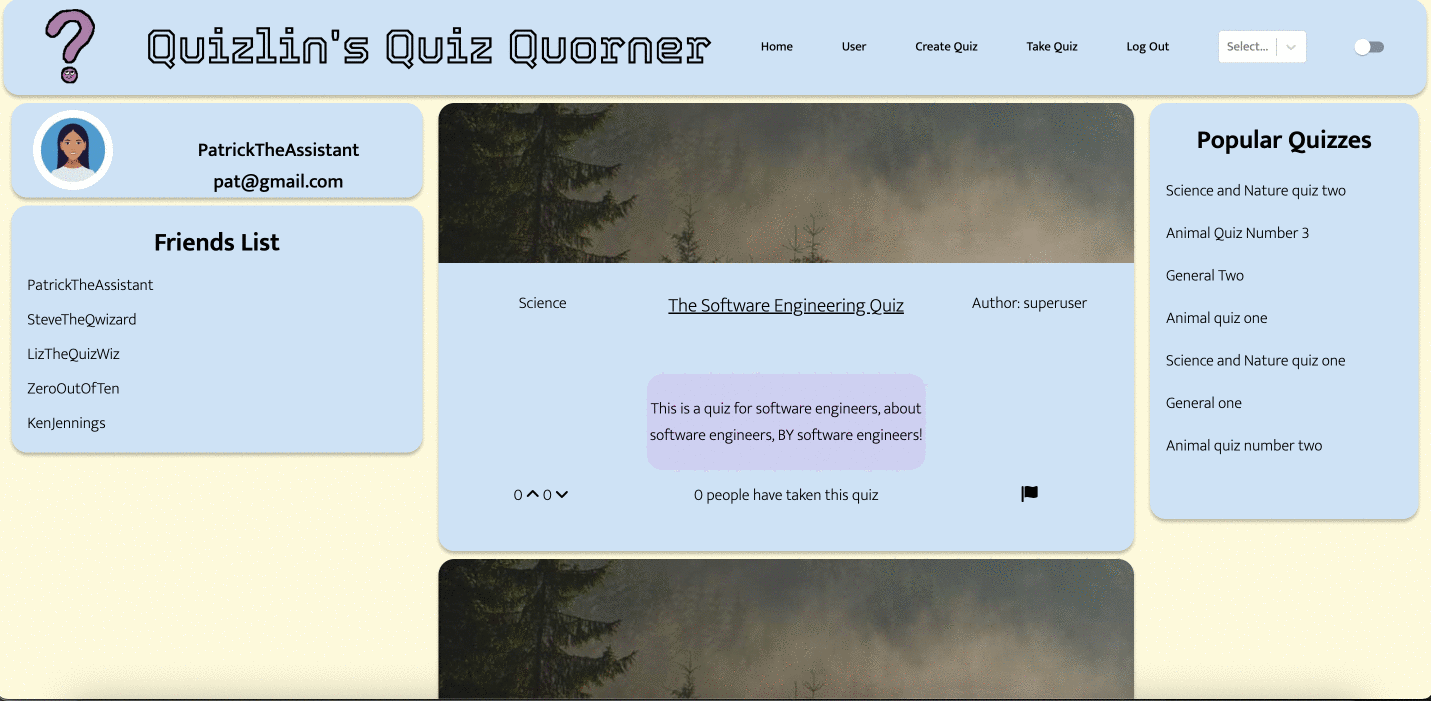 Quizlin's Quiz Quorner
Home
User
Create Quiz
Take Quiz
Log Out
Select...
PatrickTheAssistant
pat@gmail.com
Friends List
PatrickTheAssistant
SteveTheQwizard
LizTheQuizWiz
ZeroOutOfTen
KenJennings
Science
The Software Engineering Quiz
Author: superuser
This is a quiz for software engineers, about
software engineers, BY software engineers!
0 0
0 people have taken this quiz
Popular Quizzes
Science and Nature quiz two
Animal Quiz Number 3
General Two
Animal quiz one
Science and Nature quiz one
General one
Animal quiz number two